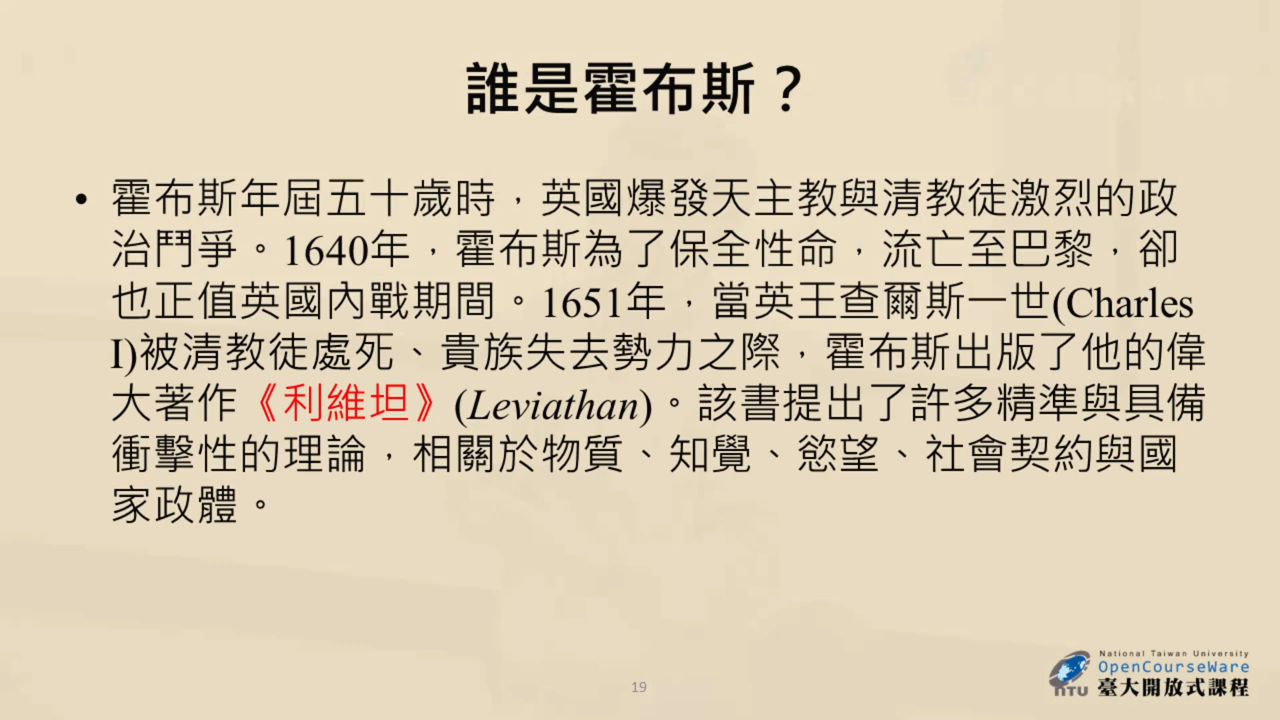 誰是霍布斯？
• 霍布斯年屆五十歲時，英國爆發天主教與清教徒激烈的政
治鬥爭。1640年，霍布斯為了保全性命，流亡至巴黎，卻
也正值英國內戰期間。1651年，當英王查爾斯一世(Charles
I)被清教徒處死、貴族失去勢力之際，霍布斯出版了他的偉
大著作《利維坦》(Leviathan)。該書提出了許多精準與具備
衝擊性的理論，相關於物質、知覺、慾望、社會契約與國
家政體。
National Taiwan University
OpenCourseWare
NTU 臺大開放式課程
19